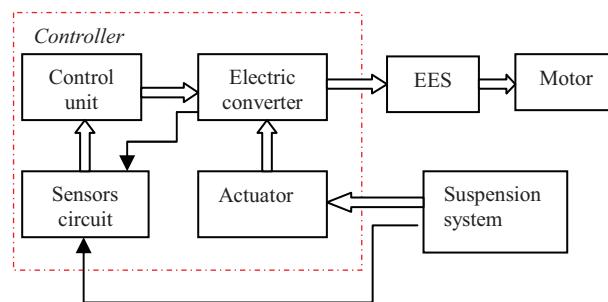 Controller
Control
unit
Electric
converter
EES
Motor
Sensors
circuit
Actuator
Suspension
system